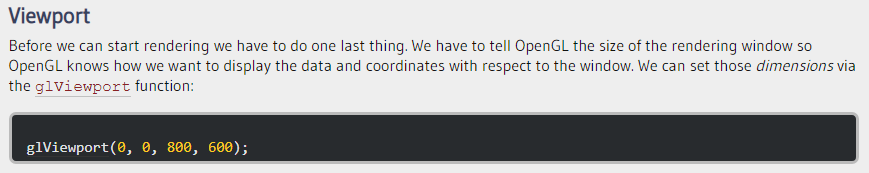 Viewport
Before we can start rendering we have to do one last thing. We have to tell OpenGL the size of the rendering window so
OpenGL knows how we want to display the data and coordinates with respect to the window. We can set those dimensions via
the glViewport function:
glViewport(0, 0, 800, 600);